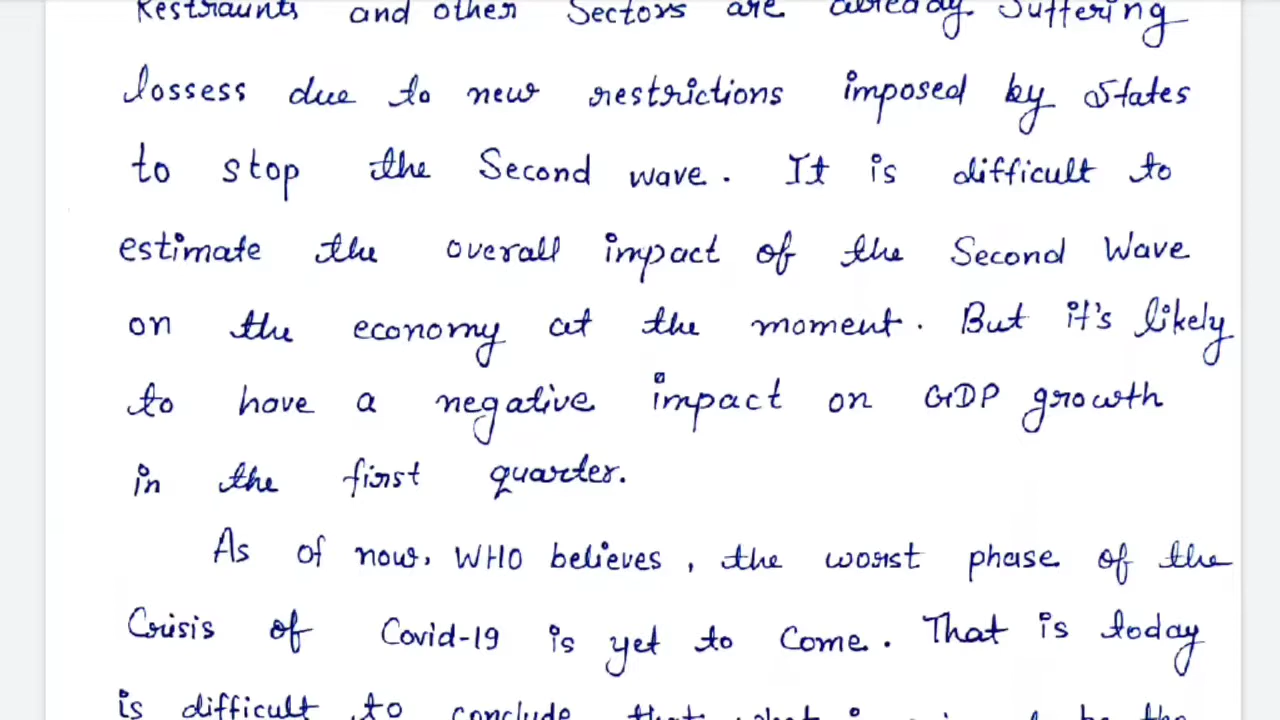 Restraunts and other Sectors are already Suffering
lossess due to new restrictions imposed by States
to stop the Second wave. It is difficult to
estimate the overall impact of the Second Wave
on the economy at the moment. But it's likely
to have a negative impact on GDP growth
in the first quarter.
As of now, WHO believes, the worst phase of the
Crisis of Covid-19 is yet to Come. That is today
is difficult to conclude that what is